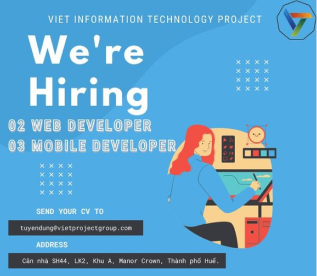 VIET INFORMATION TECHNOLOGY PROJECT
We're
Hiring
02 WEB DEVELOPER
03 MOBILE DEVELOPER
SEND YOUR CV TO
tuyendung@vietprojectgroup.com
ADDRESS
Căn nhà SH44, LK2, Khu A, Manor Crown, Thành phố Huế.